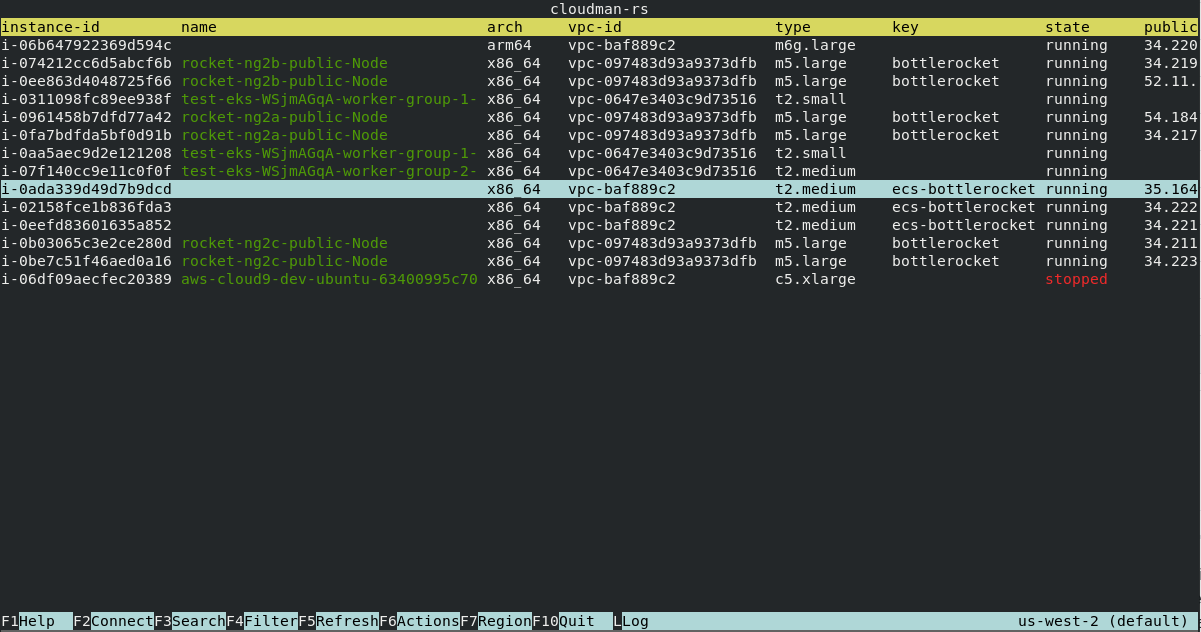 cloudman-rs
instance-id name arch vpc-id type key state public
i-06b647922369d594c arm64 vpc-baf889c2 m6g.large running 34.220
i-074212cc6d5abcf6b rocket-ng2b-public-Node x86_64 vpc-097483d93a9373dfb m5.large bottlerocket running 34.219
i-0ee863d4048725f66 rocket-ng2b-public-Node x86_64 vpc-097483d93a9373dfb m5.large bottlerocket running 52.11.
i-0311098fc89ee938f test-eks-WSjmAGqA-worker-group-1- x86_64 vpc-0647e3403c9d73516 t2.small running
i-0961458b7dfd77a42 rocket-ng2a-public-Node x86_64 vpc-097483d93a9373dfb m5.large bottlerocket running 54.184
i-0fa7bdfda5bf0d91b rocket-ng2a-public-Node x86_64 vpc-097483d93a9373dfb m5.large bottlerocket running 34.217
i-0aa5aec9d2e121208 test-eks-WSjmAGqA-worker-group-1- x86_64 vpc-0647e3403c9d73516 t2.small running
i-07f140cc9e11c0f0f test-eks-WSjmAGqA-worker-group-2- x86_64 vpc-0647e3403c9d73516 t2.medium running
i-0ada339d49d7b9dcd x86_64 vpc-baf889c2 t2.medium ecs-bottlerocket running 35.164
i-02158fce1b836fda3 x86_64 vpc-baf889c2 t2.medium ecs-bottlerocket running 34.222
i-0eefd83601635a852 x86_64 vpc-baf889c2 t2.medium ecs-bottlerocket running 34.221
i-0b03065c3e2ce280d rocket-ng2c-public-Node x86_64 vpc-097483d93a9373dfb m5.large bottlerocket running 34.211
i-0be7c51f46aed0a16 rocket-ng2c-public-Node x86_64 vpc-097483d93a9373dfb m5.large bottlerocket running 34.223
i-06df09aecfec20389 aws-cloud9-dev-ubuntu-63400995c70 x86_64 vpc-baf889c2 c5.xlarge stopped
F1Help F2ConnectF3SearchF4FilterF5RefreshF6ActionsF7RegionF10Quit LLog us-west-2 (default)